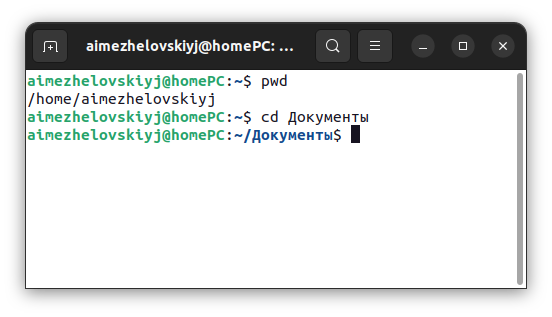 aimezhelovskiyj@homePC: ...
aimezhelovskiyj@homePC:~$ pwd
/home/aimezhelovskiyj
aimezhelovskiyj@homePC:~$ cd Документы
aimezhelovskiyj@homePC:~/Документы$